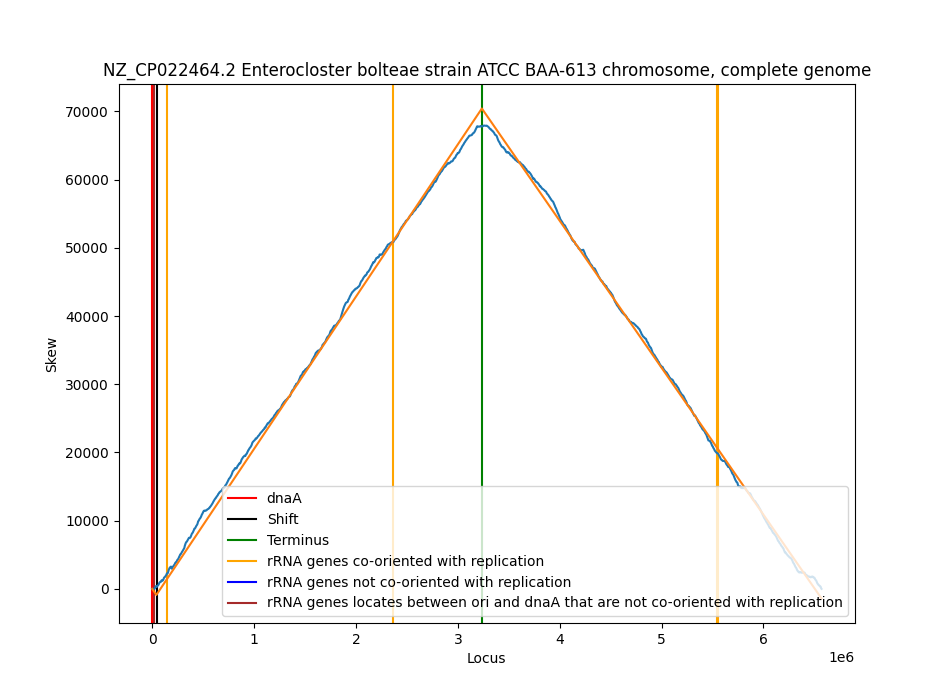 NZ_CP022464.2 Enterocloster bolteae strain ATCC BAA-613 chromosome, complete genome
70000
60000
50000
40000
30000
20000
10000
0
Skew
dnaA
Shift
Terminus
rRNA genes co-oriented with replication
rRNA genes not co-oriented with replication
rRNA genes locates between ori and dnaA that are not co-oriented with replication
0 1 2 3 4 5 6
1e6
Locus